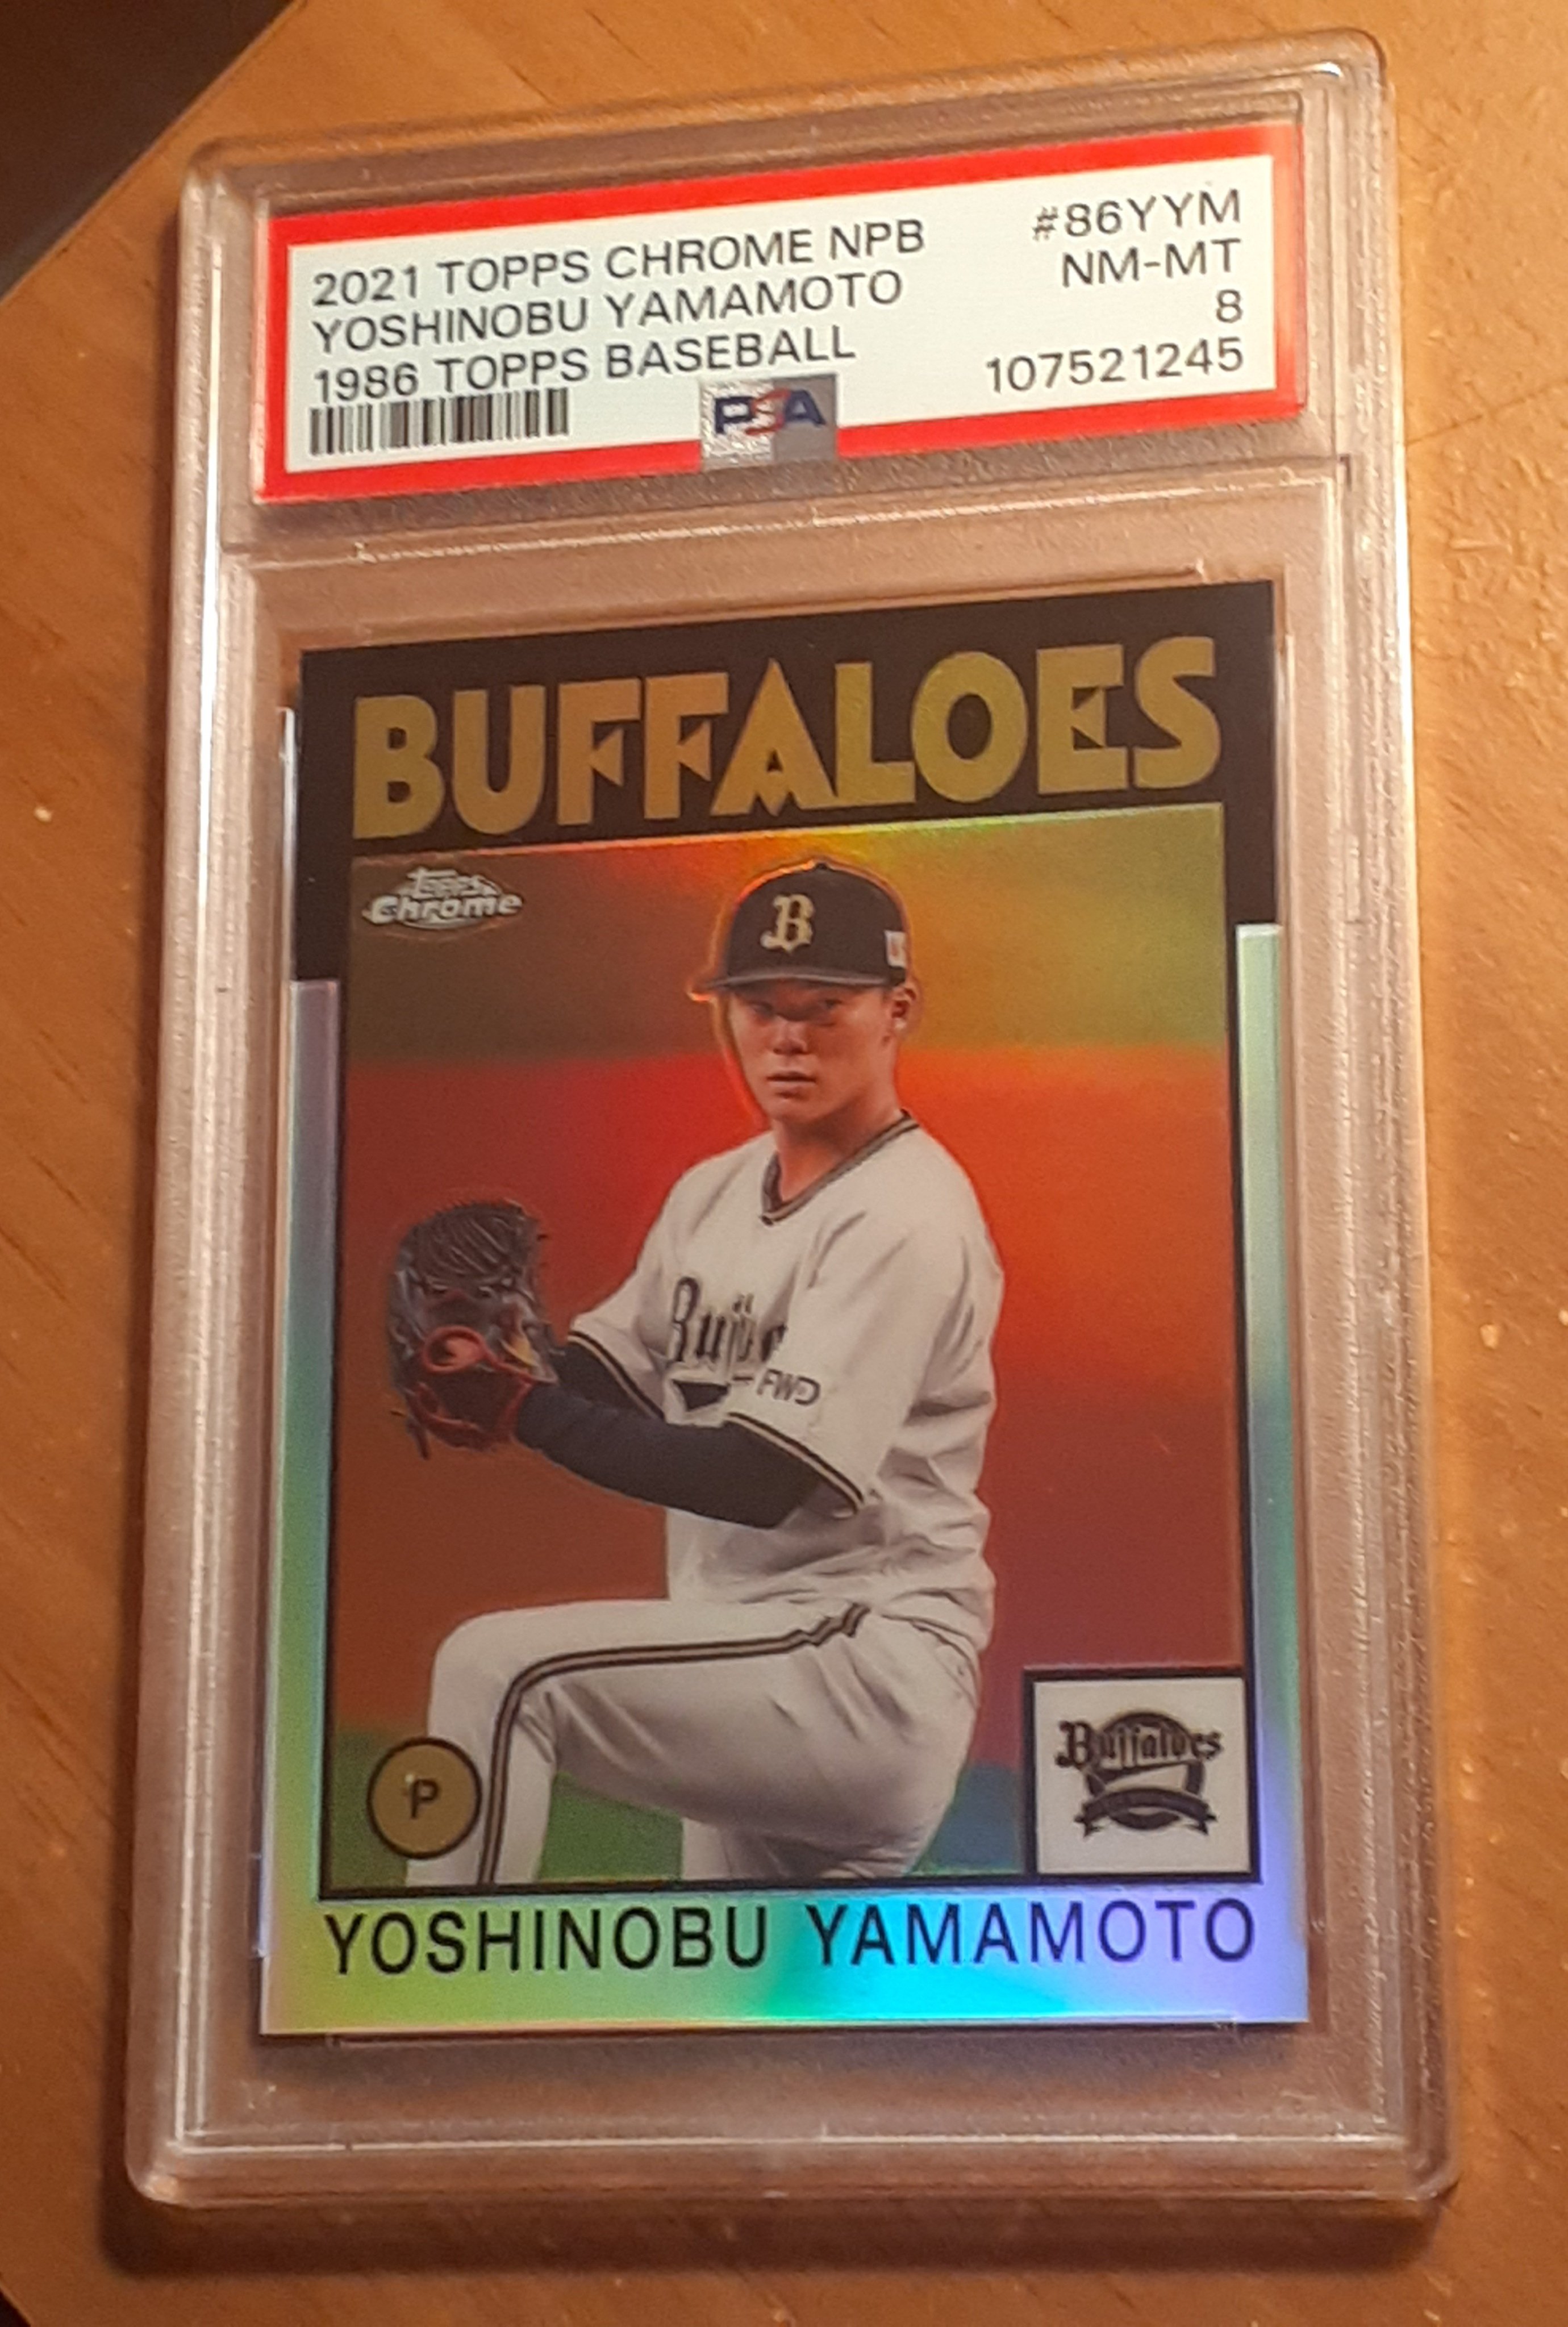 2021 TOPPS CHROME NPB #86YYM
YOSHINOBU YAMAMOTO NM-MT
1986 TOPPS BASEBALL 8
107521245
PSA
BUFFALOES
Topps
Chrome
B
FWD
P
Buffaloes
YOSHINOBU YAMAMOTO